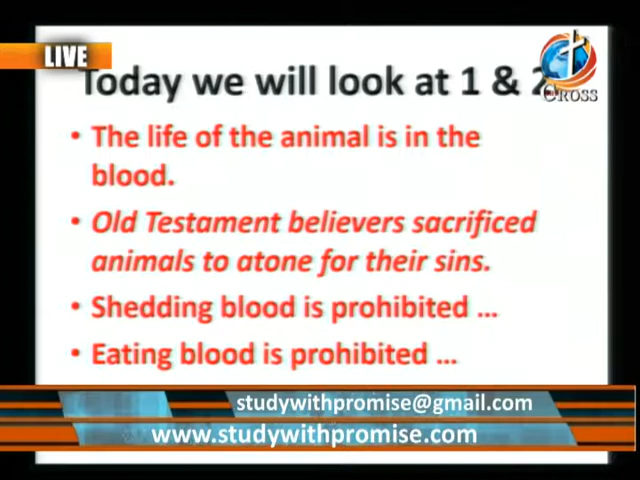 LIVE
Today we will look at 1 & 2
CROSS
• The life of the animal is in the
blood.
• Old Testament believers sacrificed
animals to atone for their sins.
• Shedding blood is prohibited ...
• Eating blood is prohibited ...
studywithpromise@gmail.com
www.studywithpromise.com